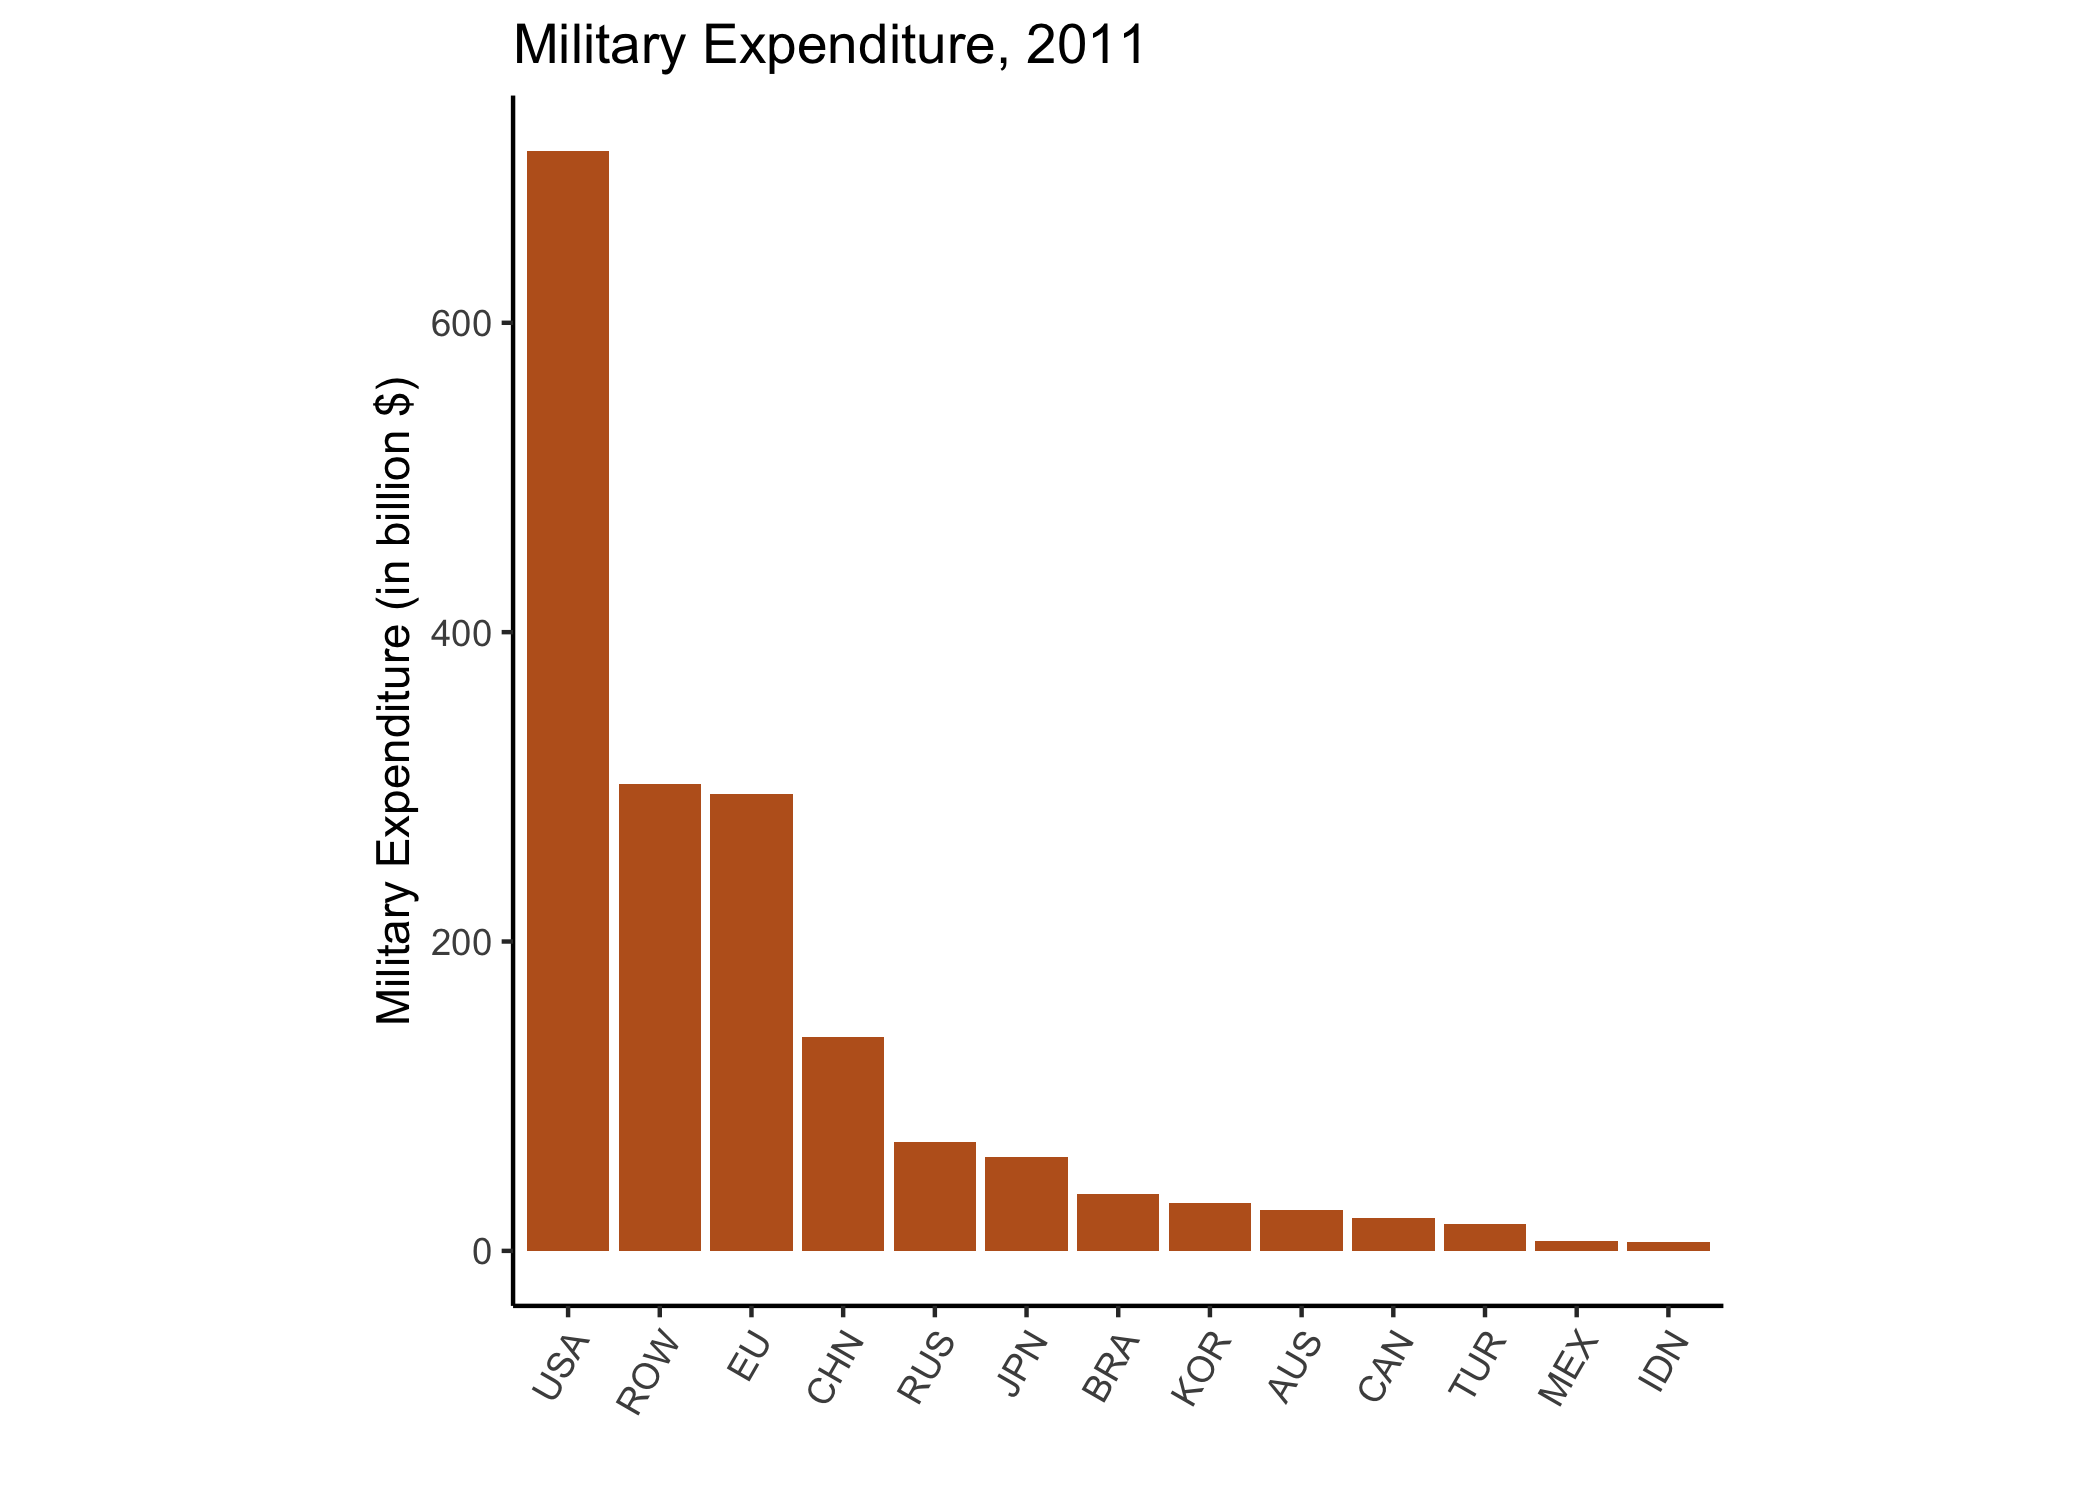 Military Expenditure, 2011
Military Expenditure (in billion $)
600
400
200
0
USA
ROW
EU
CHN
RUS
JPN
BRA
KOR
AUS
CAN
TUR
MEX
IDN